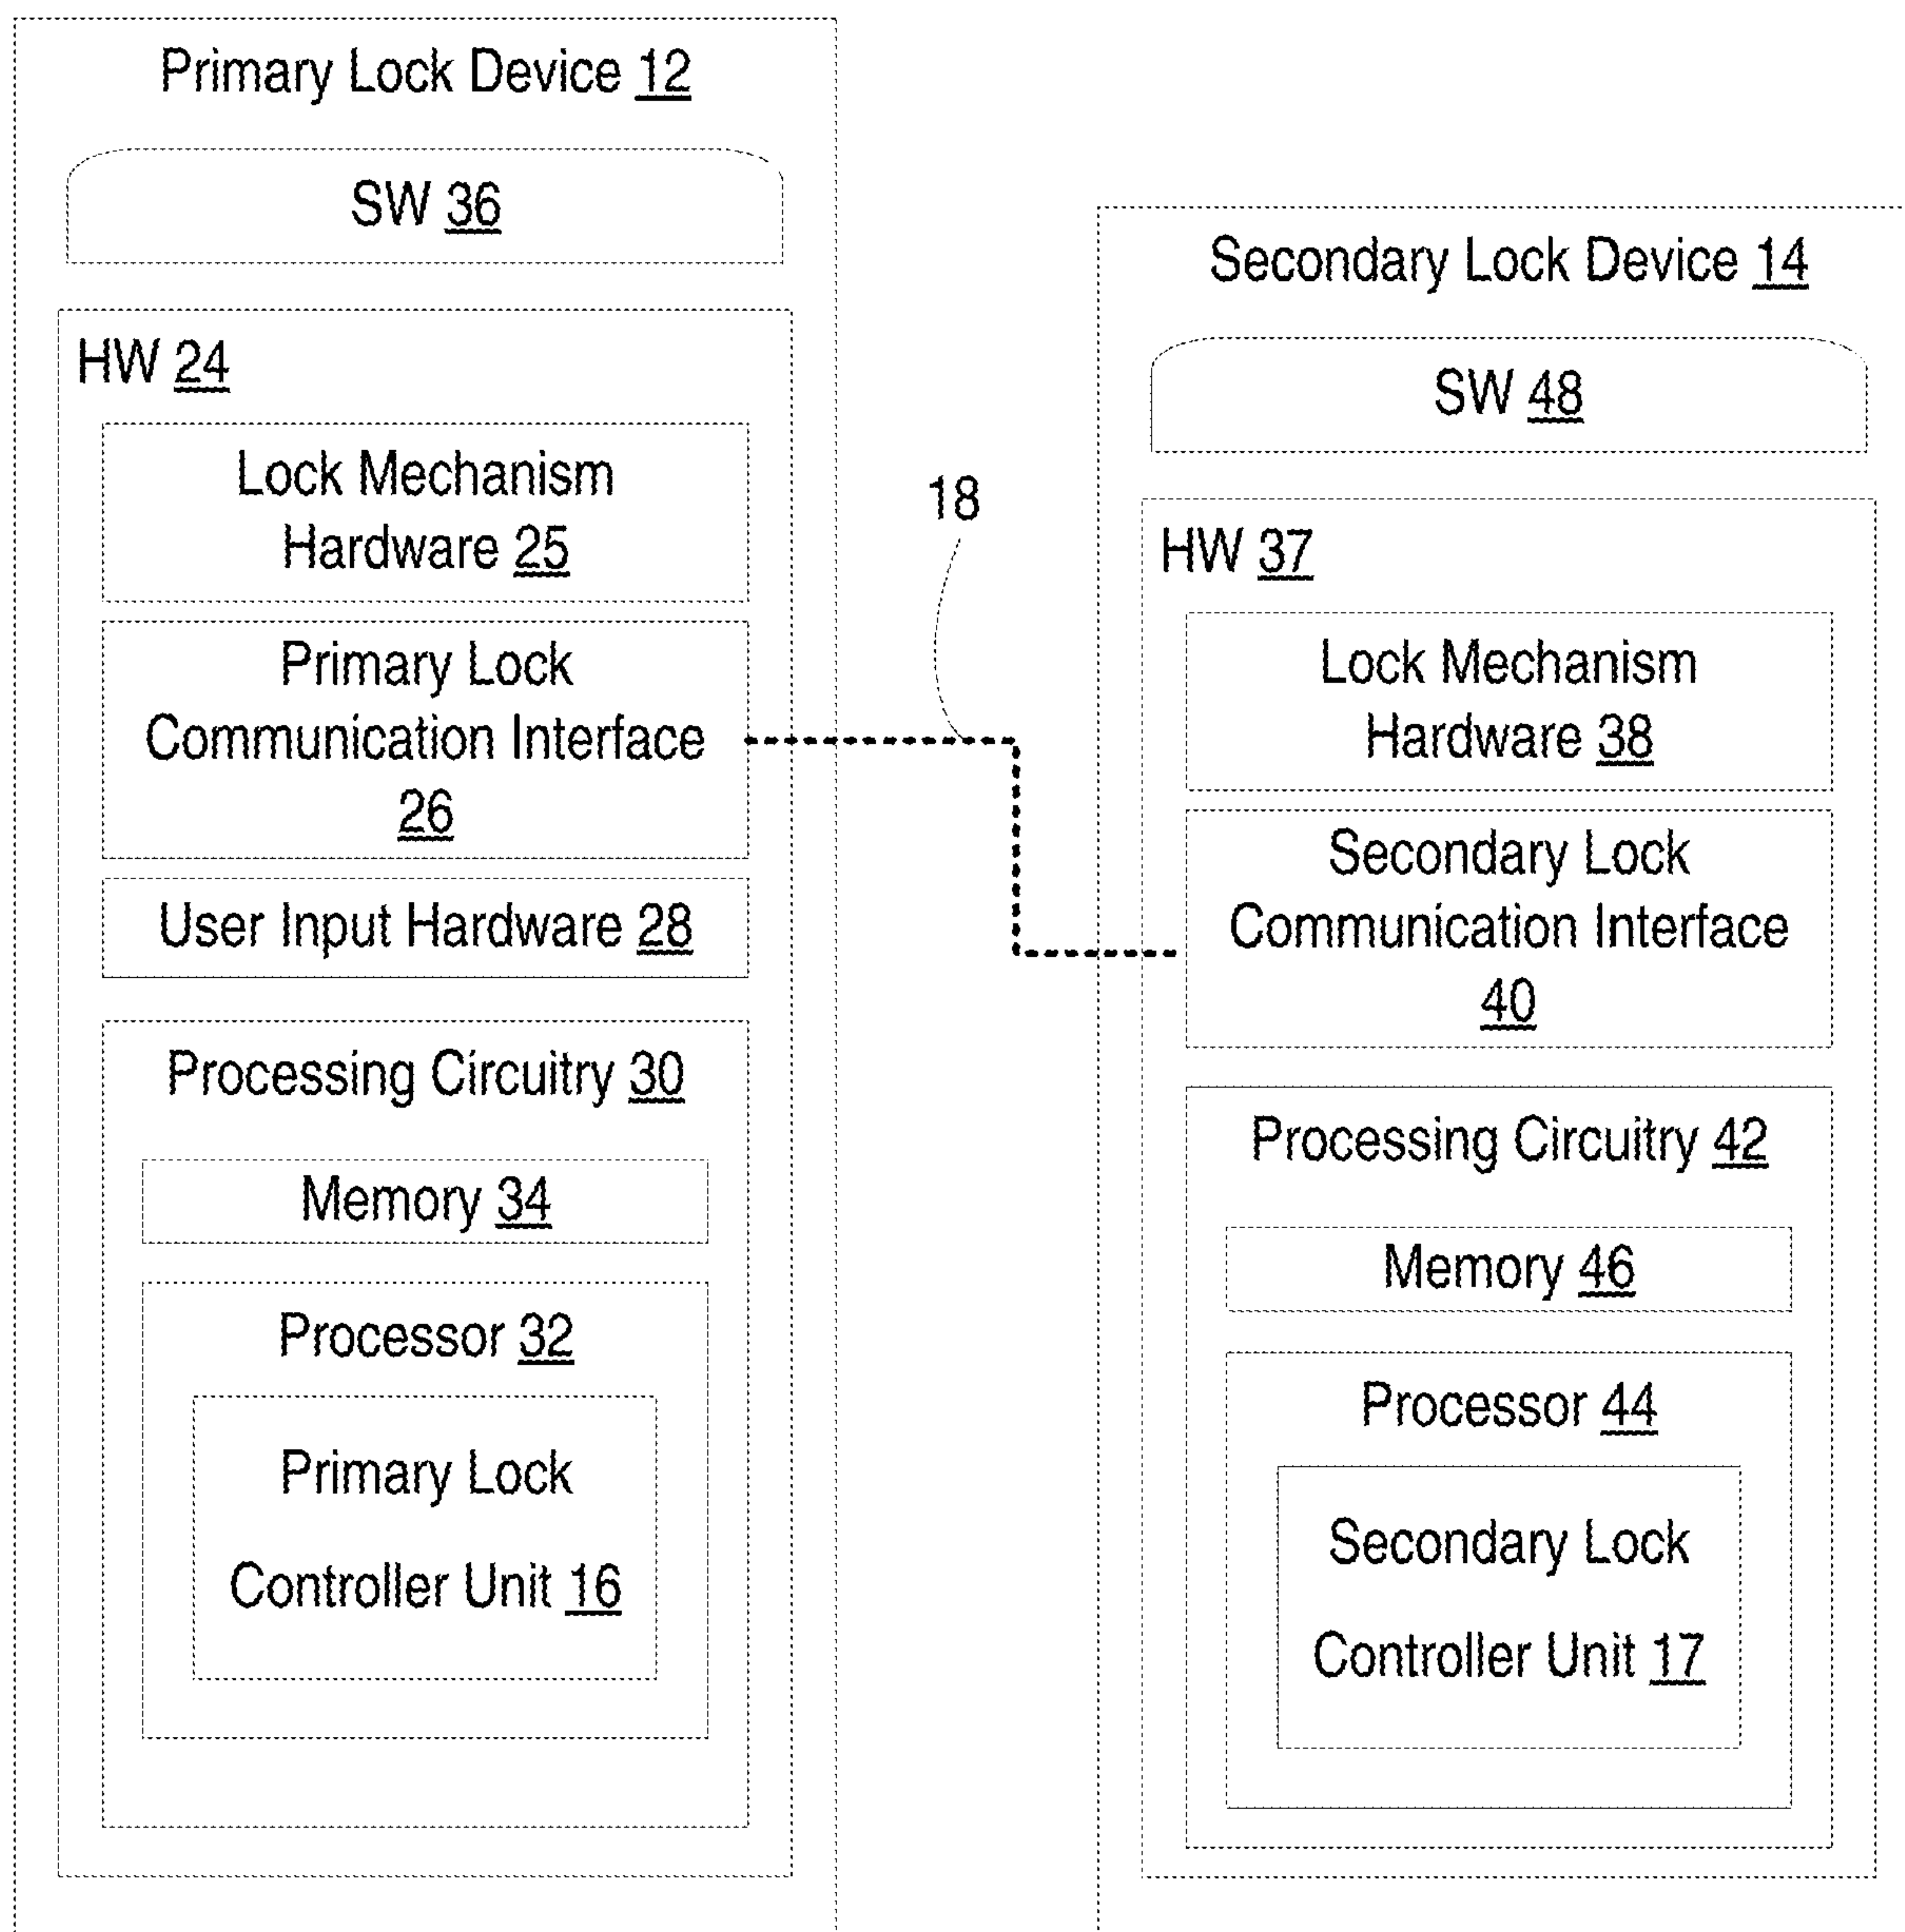 Primary Lock Device 12
SW 36
HW 24
Lock Mechanism
Hardware 25
Primary Lock
Communication Interface
26
User Input Hardware 28
Processing Circuitry 30
Memory 34
Processor 32
Primary Lock
Controller Unit 16
18
Secondary Lock Device 14
SW 48
HW 37
Lock Mechanism
Hardware 38
Secondary Lock
Communication Interface
40
Processing Circuitry 42
Memory 46
Processor 44
Secondary Lock
Controller Unit 17